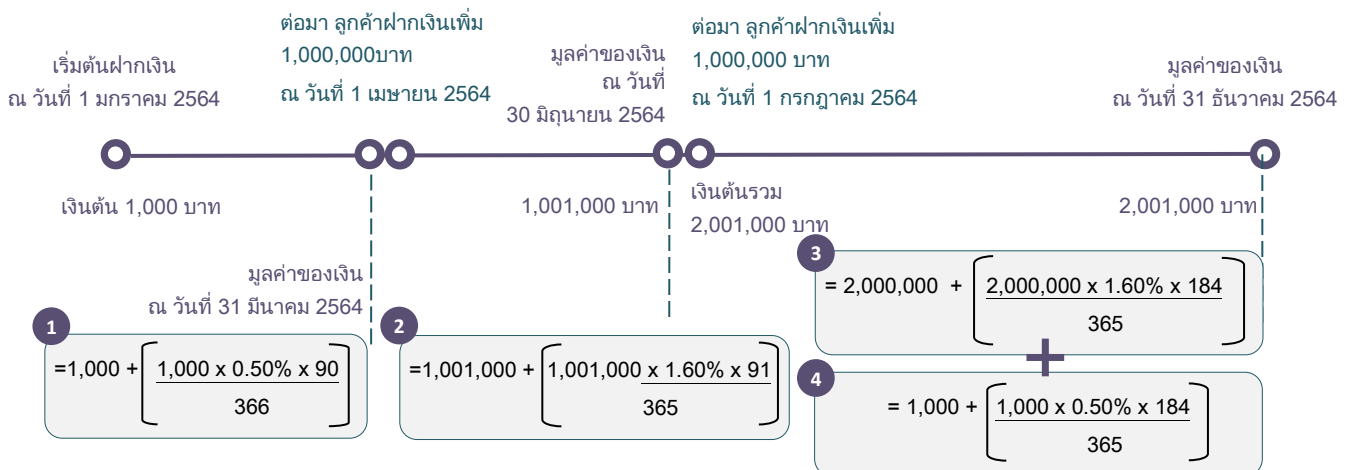 เริ่มต้นฝากเงิน
ณ วันที่ 1 มกราคม 2564
ต่อมา ลูกค้าฝากเงินเพิ่ม
1,000,000บาท
ณ วันที่ 1 เมษายน 2564
มูลค่าของเงิน
ณ วันที่
30 มิถุนายน 2564
ต่อมา ลูกค้าฝากเงินเพิ่ม
1,000,000 บาท
ณ วันที่ 1 กรกฎาคม 2564
มูลค่าของเงิน
ณ วันที่ 31 ธันวาคม 2564
เงินต้น 1,000 บาท
1,001,000 บาท
เงินต้นรวม
2,001,000 บาท
2,001,000 บาท
มูลค่าของเงิน
ณ วันที่ 31 มีนาคม 2564
1
=1,000 + [1,000 x 0.50% x 90
366]
2
=1,001,000 + [1,001,000 x 1.60% x 91
365]
3
= 2,000,000 + [2,000,000 x 1.60% x 184
365]
+
4
= 1,000 + [1,000 x 0.50% x 184
365]